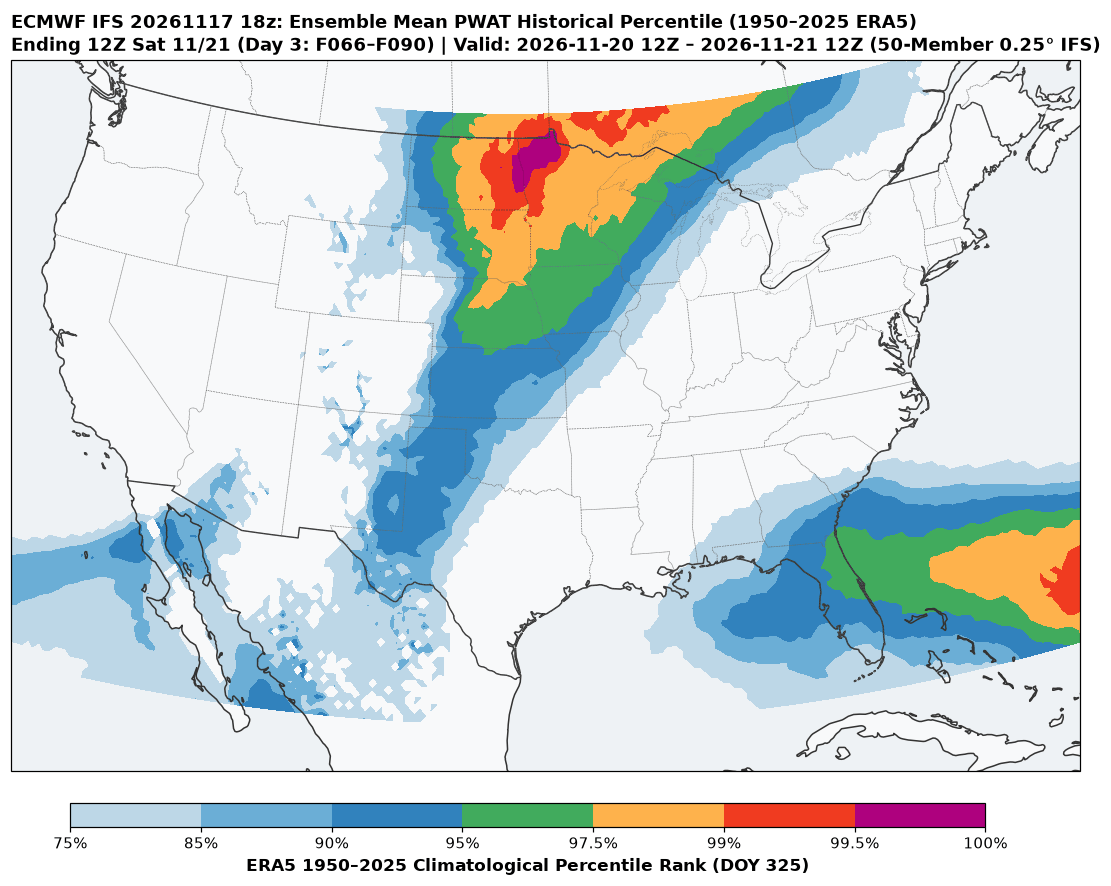 ECMWF IFS 20261117 18z: Ensemble Mean PWAT Historical Percentile (1950–2025 ERA5)
Ending 12Z Sat 11/21 (Day 3: F066–F090) | Valid: 2026-11-20 12Z – 2026-11-21 12Z (50-Member 0.25° IFS)
75% 85% 90% 95% 97.5% 99% 99.5% 100%
ERA5 1950–2025 Climatological Percentile Rank (DOY 325)